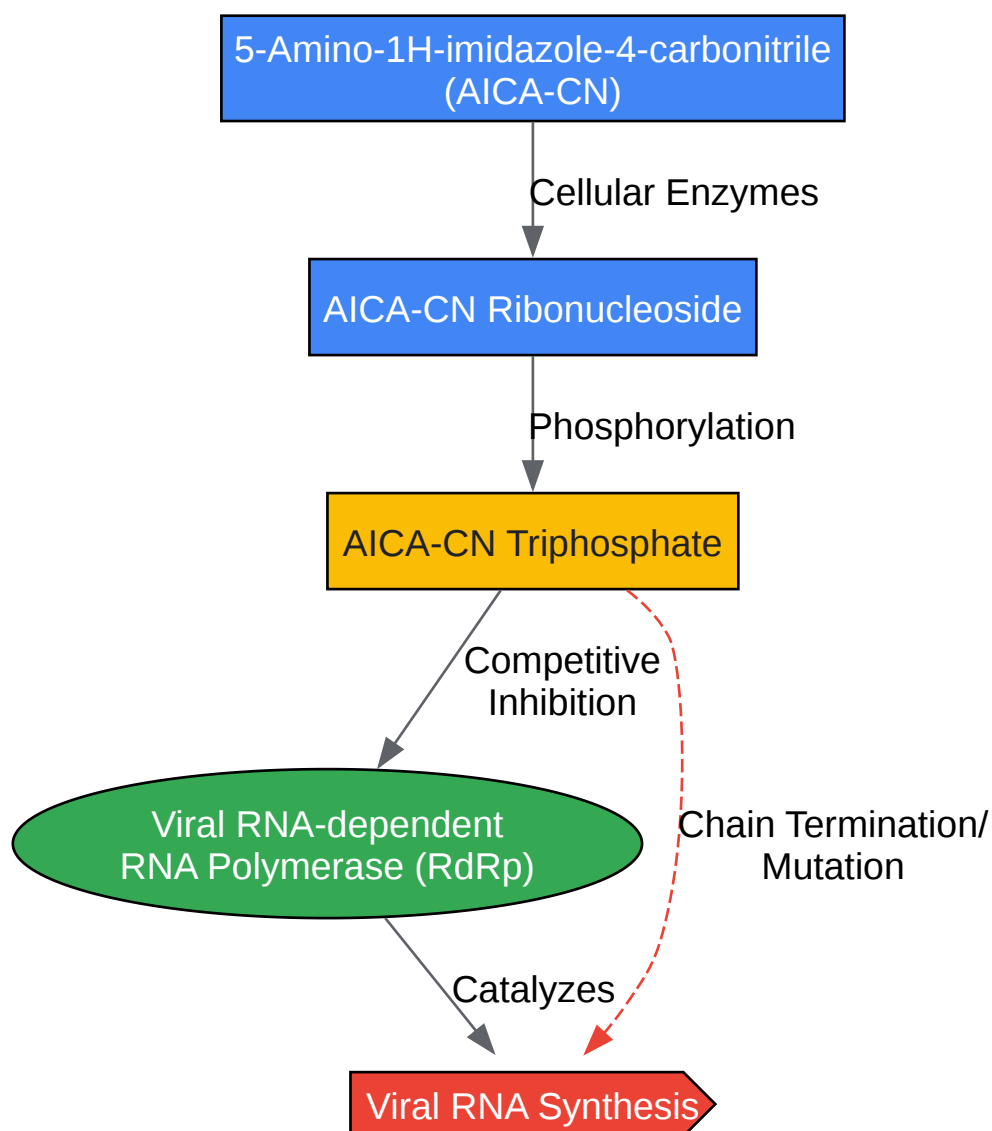 5-Amino-1H-imidazole-4-carbonitrile
(AICA-CN)
Cellular Enzymes
AICA-CN Ribonucleoside
Phosphorylation
AICA-CN Triphosphate
Competitive
Inhibition
Viral RNA-dependent
RNA Polymerase (RdRp)
Chain Termination/
Mutation
Catalyzes
Viral RNA Synthesis